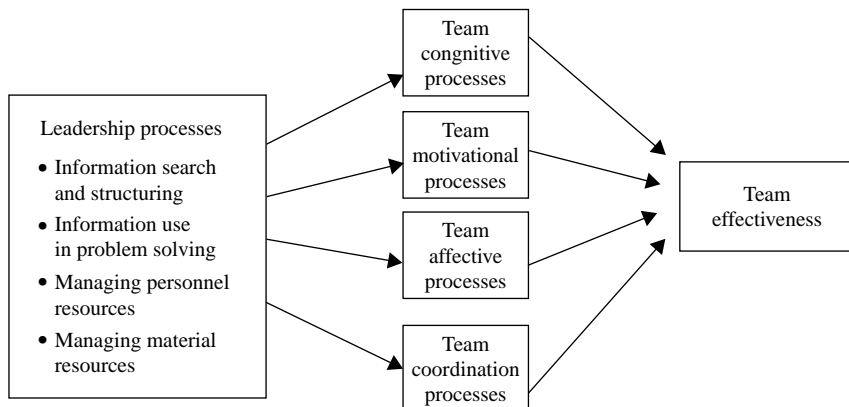 Leadership processes
• Information search
and structuring
• Information use
in problem solving
• Managing personnel
resources
• Managing material
resources
Team
congnitive
processes
Team
motivational
processes
Team
affective
processes
Team
coordination
processes
Team
effectiveness